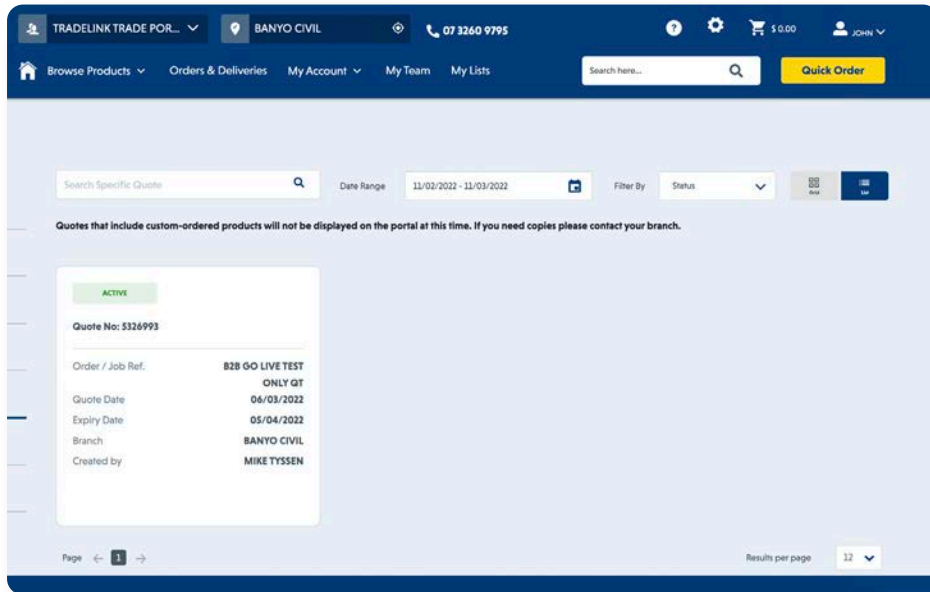 TRADELINK TRADE POR... BANYO CIVIL 07 3260 9795 ? $ 0.00 JOHN
Browse Products Orders & Deliveries My Account My Team My Lists Search here... Quick Order
Search Specific Quote Date Range 11/02/2022 - 11/03/2022 Filter By Status Grid List
Quotes that include custom-ordered products will not be displayed on the portal at this time. If you need copies please contact your branch.
ACTIVE
Quote No: 5326993
Order / Job Ref. B2B GO LIVE TEST
ONLY QT
Quote Date 06/03/2022
Expiry Date 05/04/2022
Branch BANYO CIVIL
Created by MIKE TYSSEN
Page ← 1 → Results per page 12